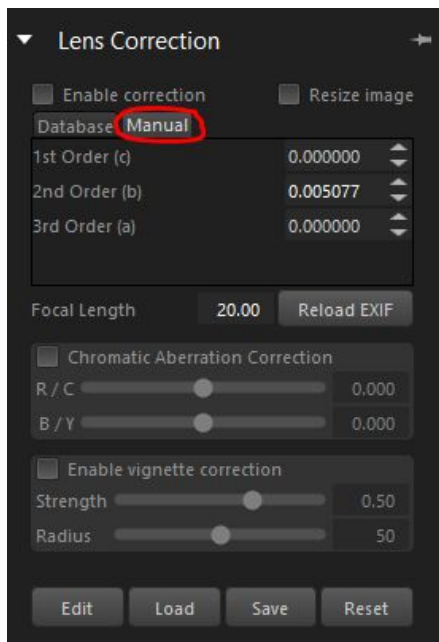 Lens Correction
Enable correction Resize image
Database Manual
1st Order (c) 0.000000
2nd Order (b) 0.005077
3rd Order (a) 0.000000
Focal Length 20.00 Reload EXIF
Chromatic Aberration Correction
R / C 0.000
B / Y 0.000
Enable vignette correction
Strength 0.50
Radius 50
Edit Load Save Reset